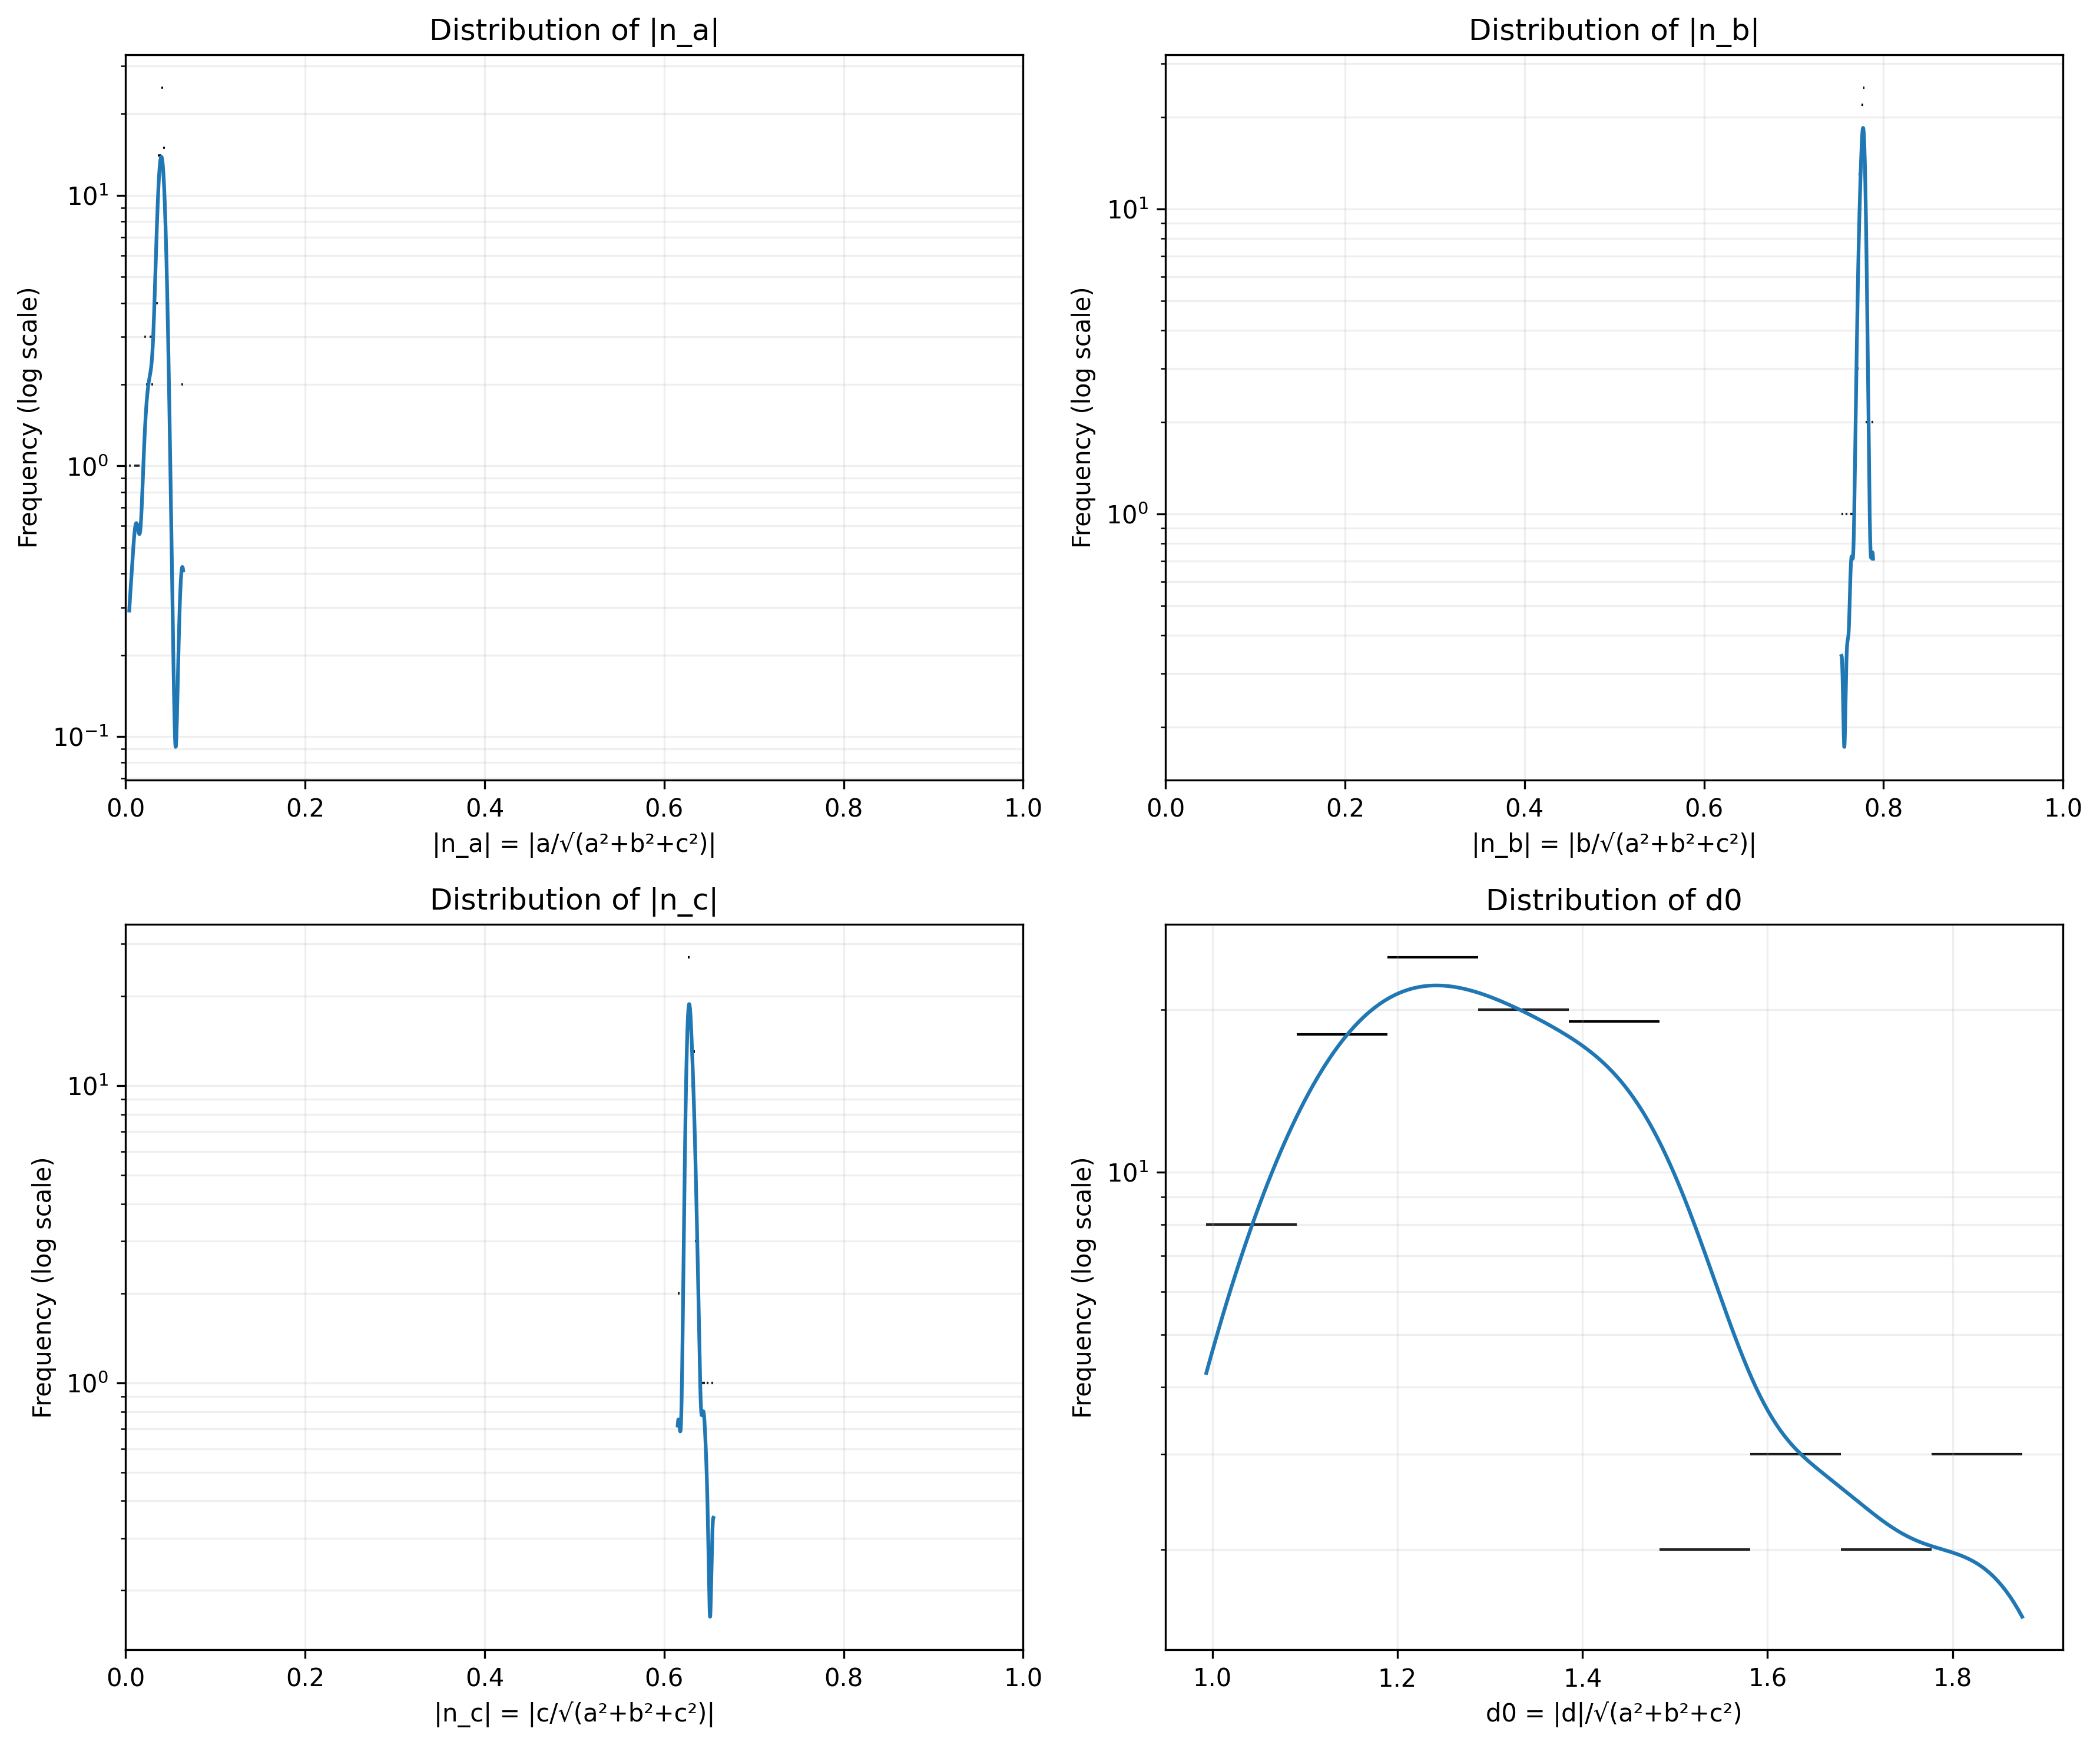 Distribution of |n_a|
Frequency (log scale)
10¹
10⁰
10⁻¹
0.0 0.2 0.4 0.6 0.8 1.0
|n_a| = |a/√(a²+b²+c²)|
Distribution of |n_b|
Frequency (log scale)
10¹
10⁰
0.0 0.2 0.4 0.6 0.8 1.0
|n_b| = |b/√(a²+b²+c²)|
Distribution of |n_c|
Frequency (log scale)
10¹
10⁰
0.0 0.2 0.4 0.6 0.8 1.0
|n_c| = |c/√(a²+b²+c²)|
Distribution of d0
Frequency (log scale)
10¹
1.0 1.2 1.4 1.6 1.8
d0 = |d|/√(a²+b²+c²)